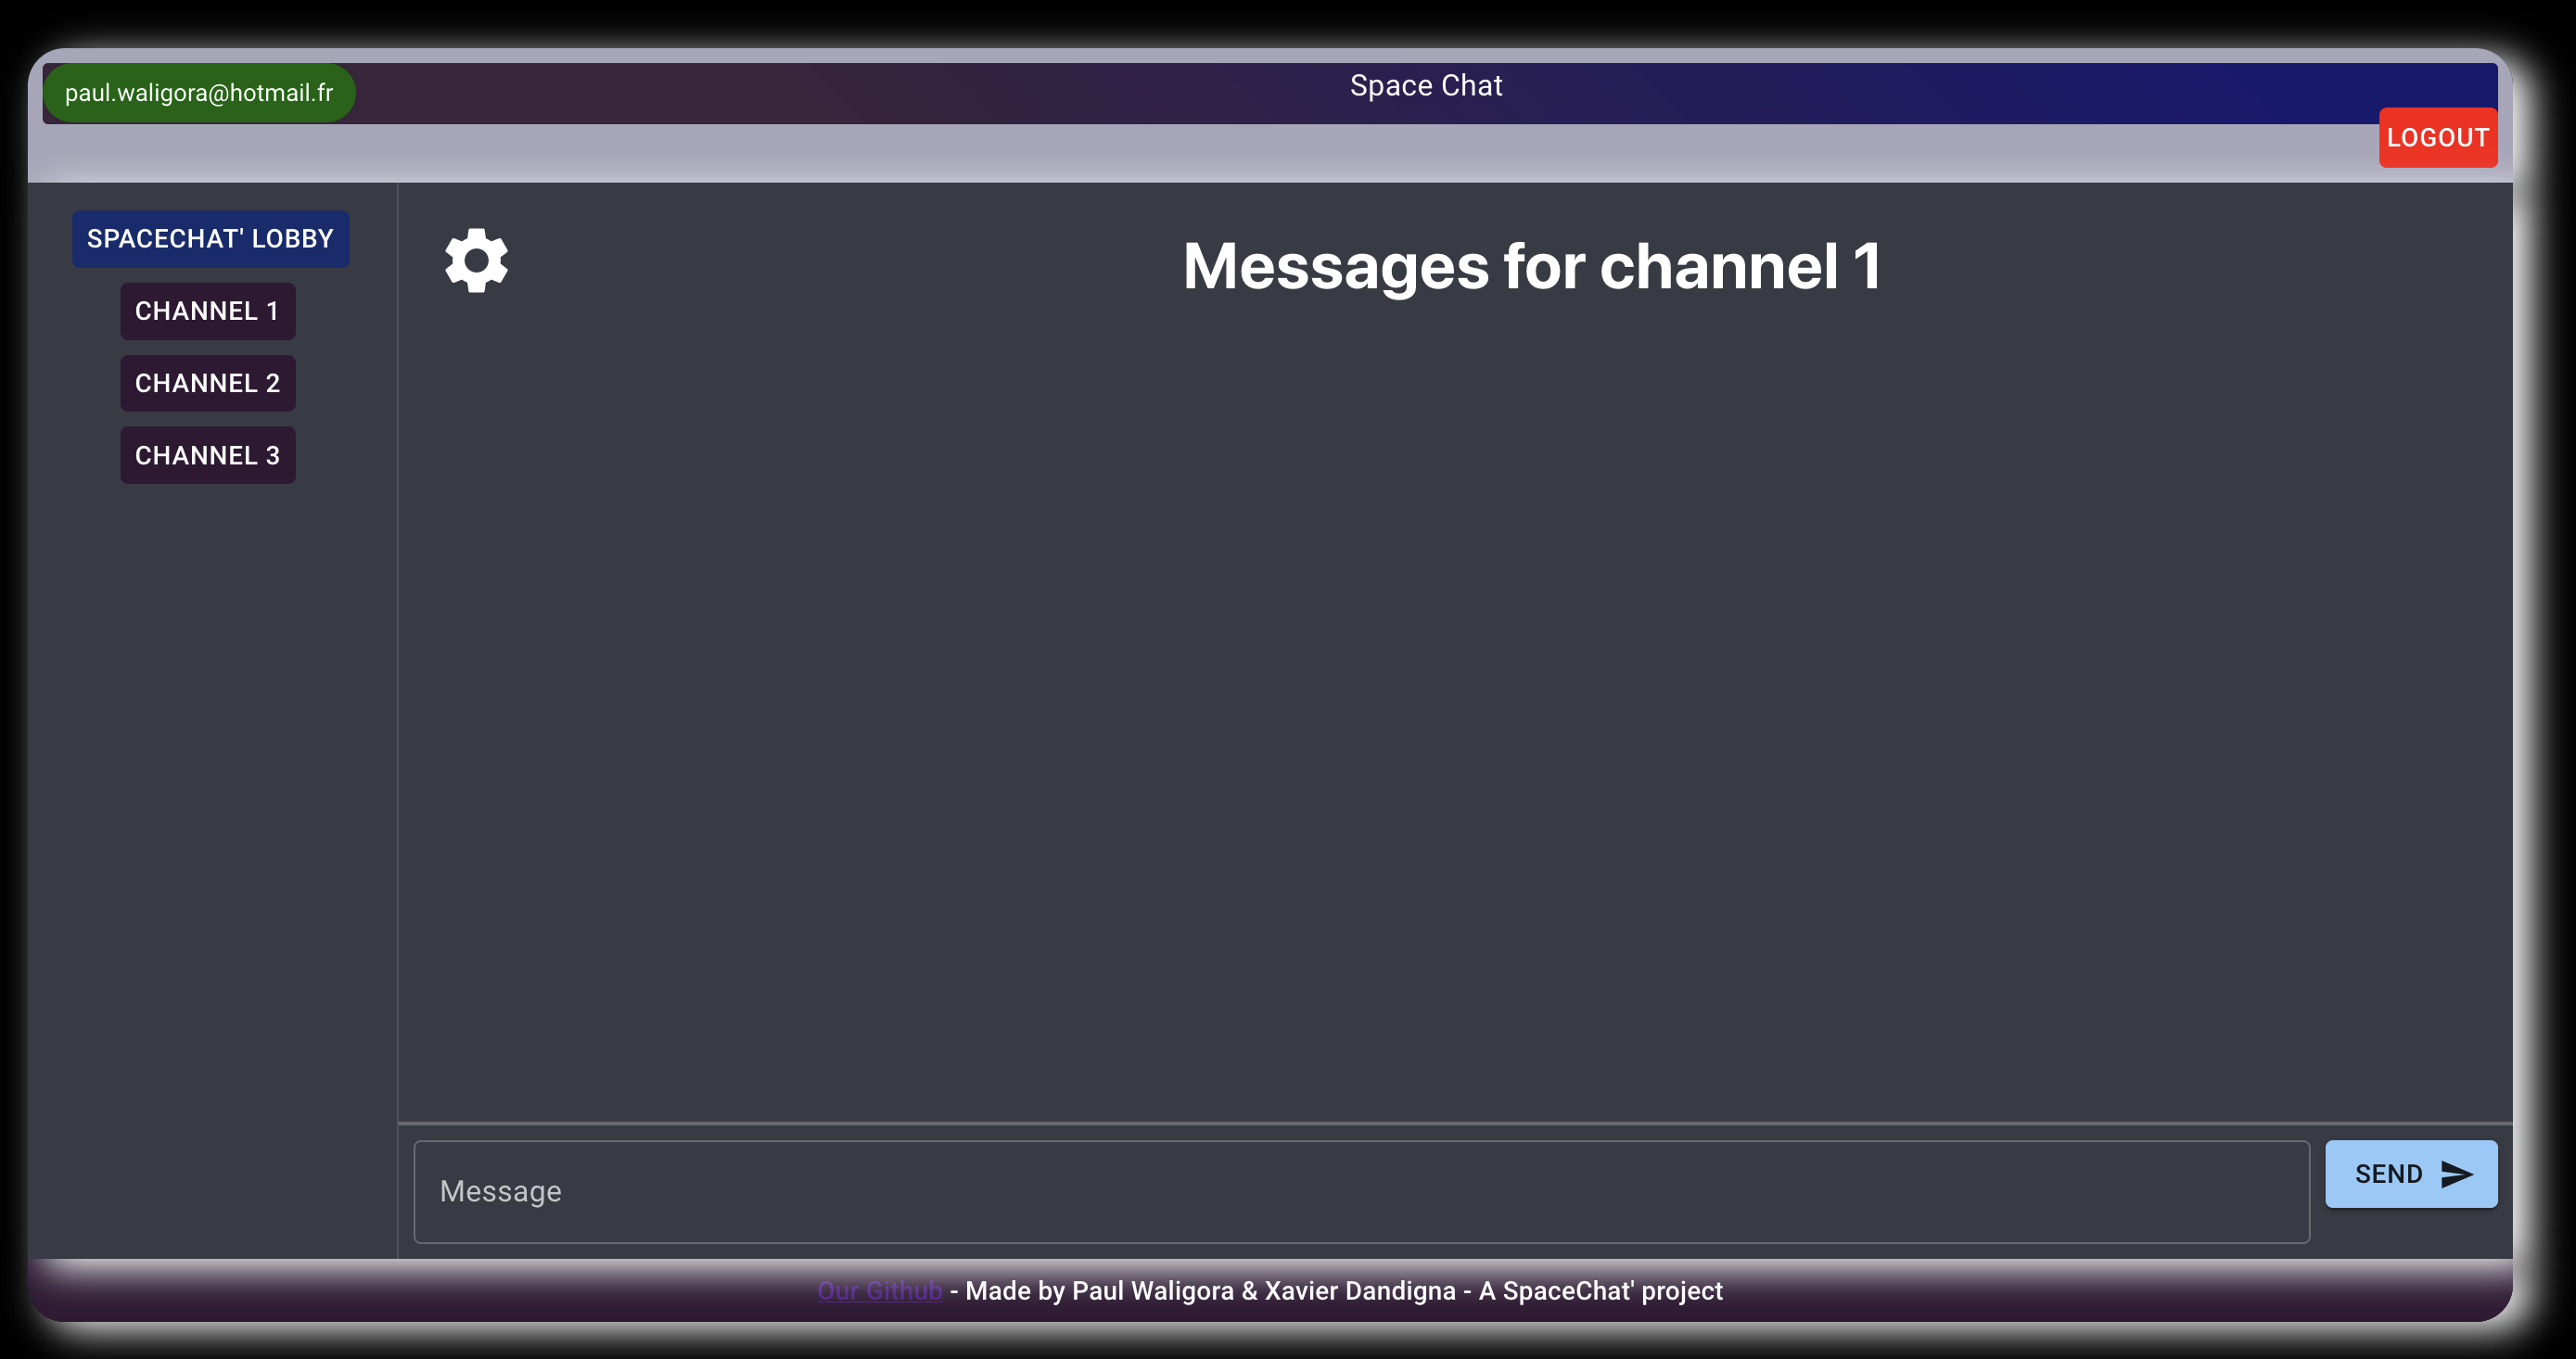 paul.waligora@hotmail.fr
Space Chat
LOGOUT
SPACECHAT' LOBBY
CHANNEL 1
CHANNEL 2
CHANNEL 3
Messages for channel 1
Message
SEND
Our Github - Made by Paul Waligora & Xavier Dandigna - A SpaceChat' project